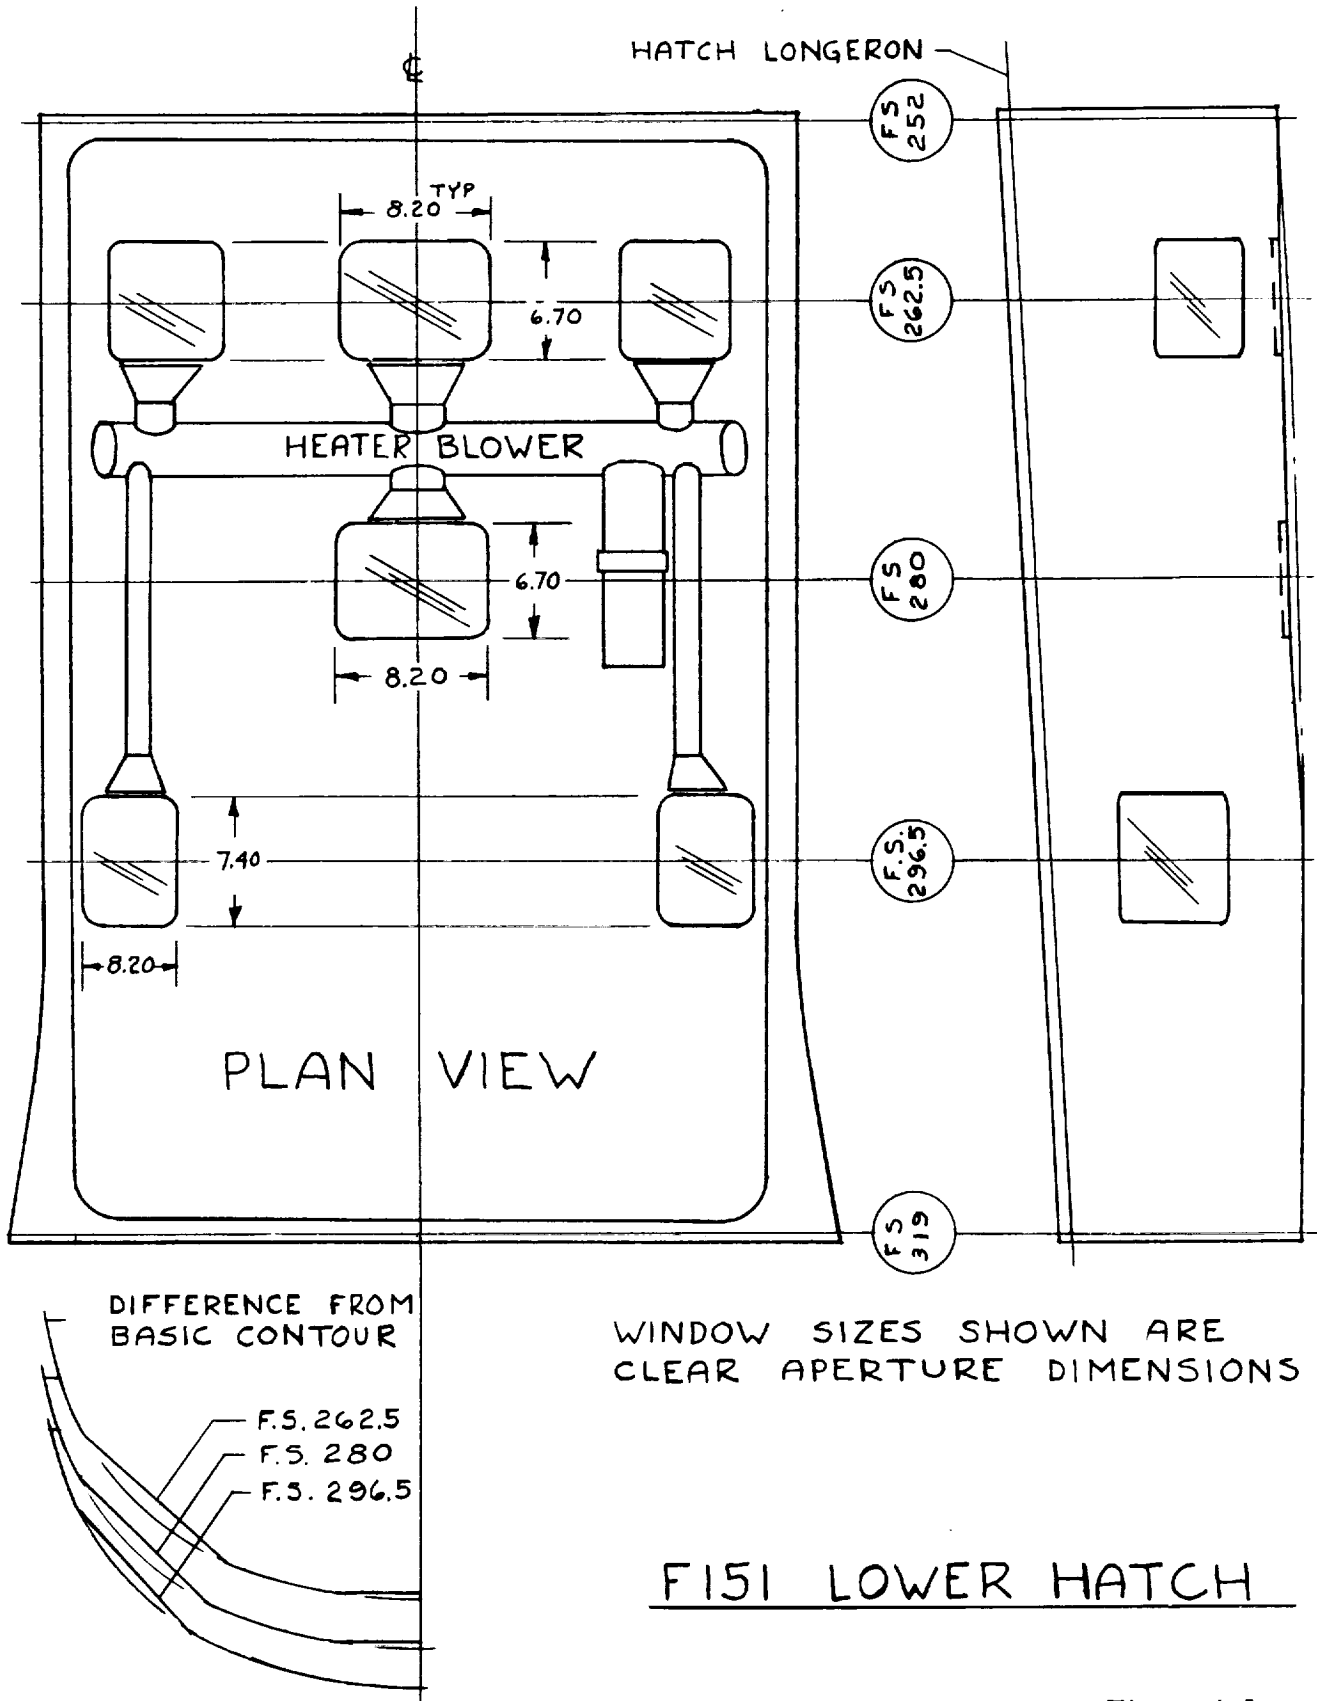 HATCH LONGERON
℄
FS 252
TYP
8.20
6.70
FS 262.5
HEATER BLOWER
6.70
FS 280
8.20
7.40
F.S. 296.5
8.20
PLAN VIEW
FS 319
DIFFERENCE FROM
BASIC CONTOUR
WINDOW SIZES SHOWN ARE
CLEAR APERTURE DIMENSIONS
F.S. 262.5
F.S. 280
F.S. 296.5
F151 LOWER HATCH